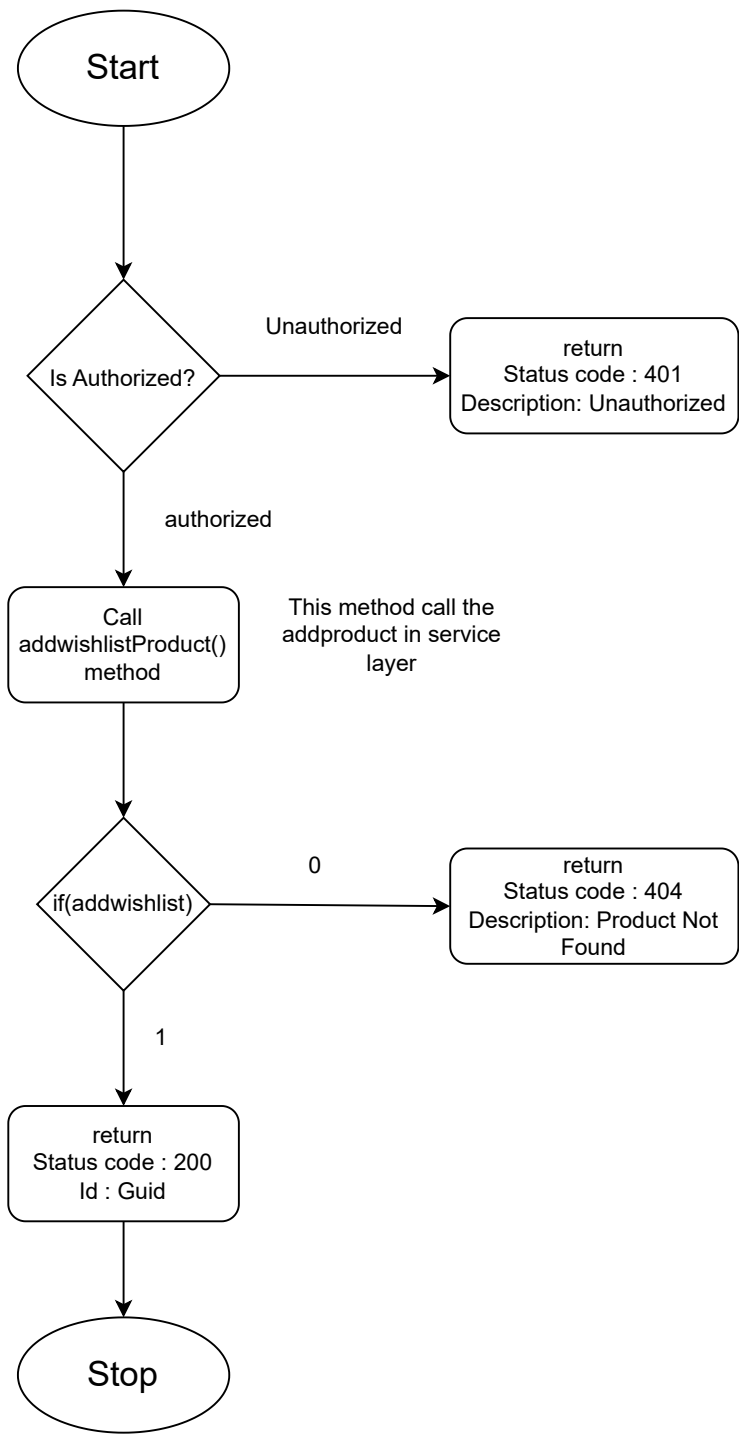 Start
Unauthorized
Is Authorized?
return
Status code : 401
Description: Unauthorized
authorized
Call
addwishlistProduct()
method
This method call the
addproduct in service
layer
0
if(addwishlist)
return
Status code : 404
Description: Product Not
Found
1
return
Status code : 200
Id : Guid
Stop